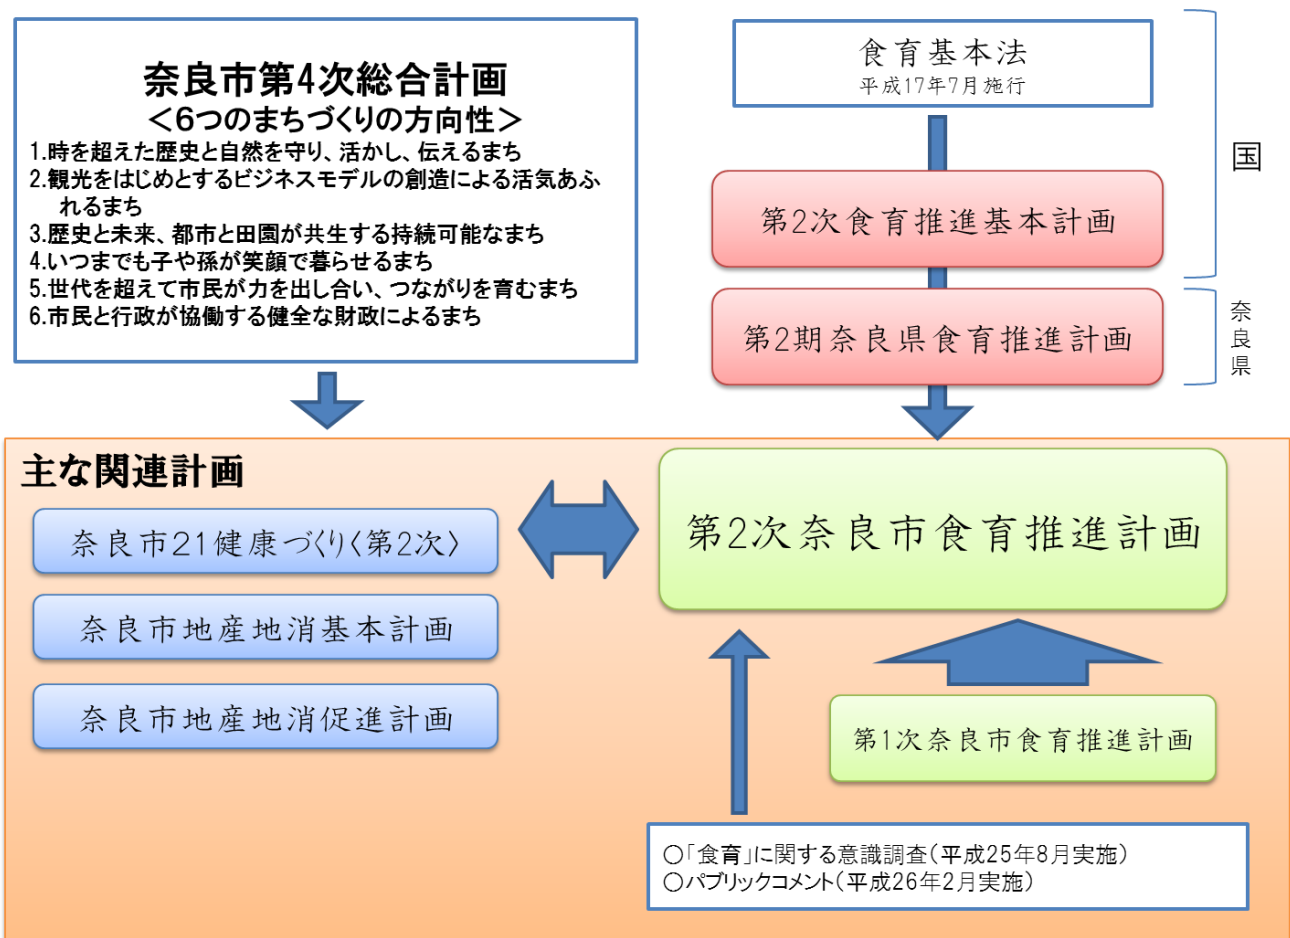 奈良市第4次総合計画
＜6つのまちづくりの方向性＞
1.時を超えた歴史と自然を守り、活かし、伝えるまち
2.観光をはじめとするビジネスモデルの創造による活気あふ
れるまち
3.歴史と未来、都市と田園が共生する持続可能なまち
4.いつまでも子や孫が笑顔で暮らせるまち
5.世代を超えて市民が力を出し合い、つながりを育むまち
6.市民と行政が協働する健全な財政によるまち
食育基本法
平成17年7月施行
第2次食育推進基本計画
国
第2期奈良県食育推進計画
奈良県
主な関連計画
奈良市21健康づくり〈第2次〉
奈良市地産地消基本計画
奈良市地産地消促進計画
第2次奈良市食育推進計画
第1次奈良市食育推進計画
○「食育」に関する意識調査（平成25年8月実施）
○パブリックコメント（平成26年2月実施）